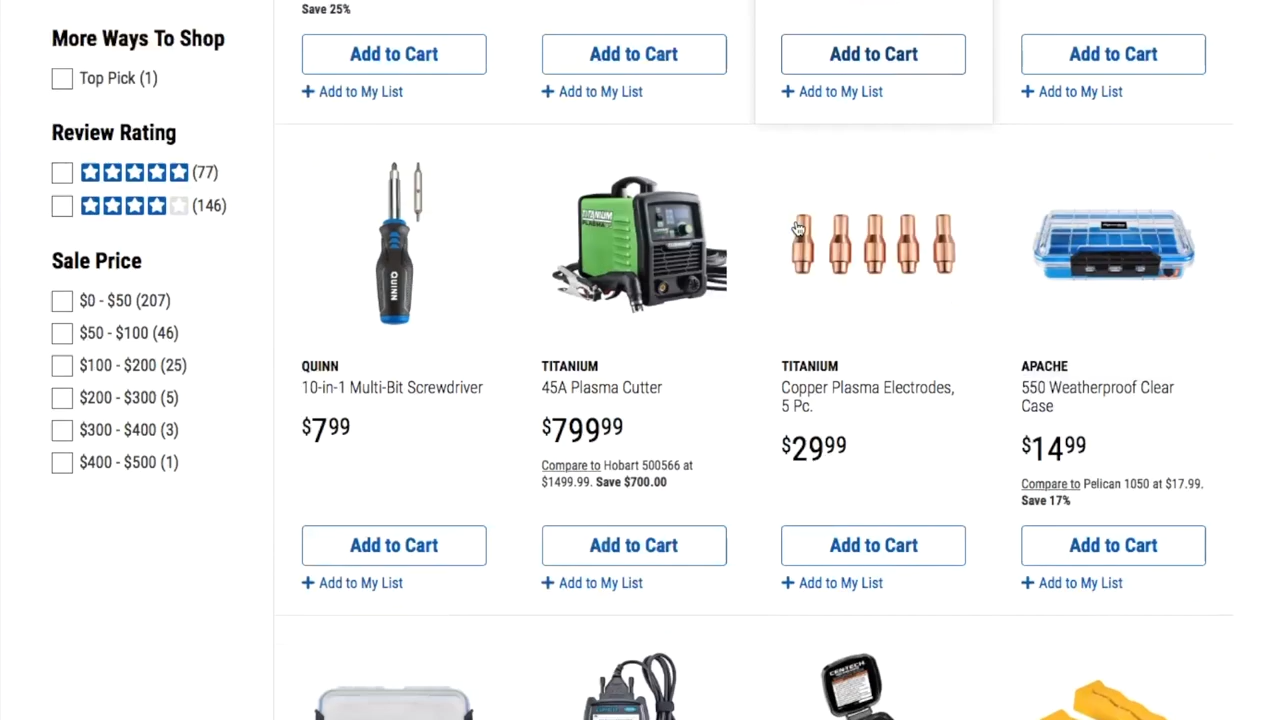 More Ways To Shop
Top Pick (1)
Review Rating
(77)
(146)
Sale Price
$0 - $50 (207)
$50 - $100 (46)
$100 - $200 (25)
$200 - $300 (5)
$300 - $400 (3)
$400 - $500 (1)
Save 25%
Add to Cart
Add to Cart
Add to Cart
Add to Cart
+ Add to My List
+ Add to My List
+ Add to My List
+ Add to My List
QUINN
QUINN
10-in-1 Multi-Bit Screwdriver
$7.99
Add to Cart
+ Add to My List
TITANIUM
TITANIUM
45A Plasma Cutter
$799.99
Compare to Hobart 500566 at
$1499.99. Save $700.00
Add to Cart
+ Add to My List
TITANIUM
Copper Plasma Electrodes,
5 Pc.
$29.99
Add to Cart
+ Add to My List
APACHE
550 Weatherproof Clear
Case
$14.99
Compare to Pelican 1050 at $17.99.
Save 17%
Add to Cart
+ Add to My List
CENTECH